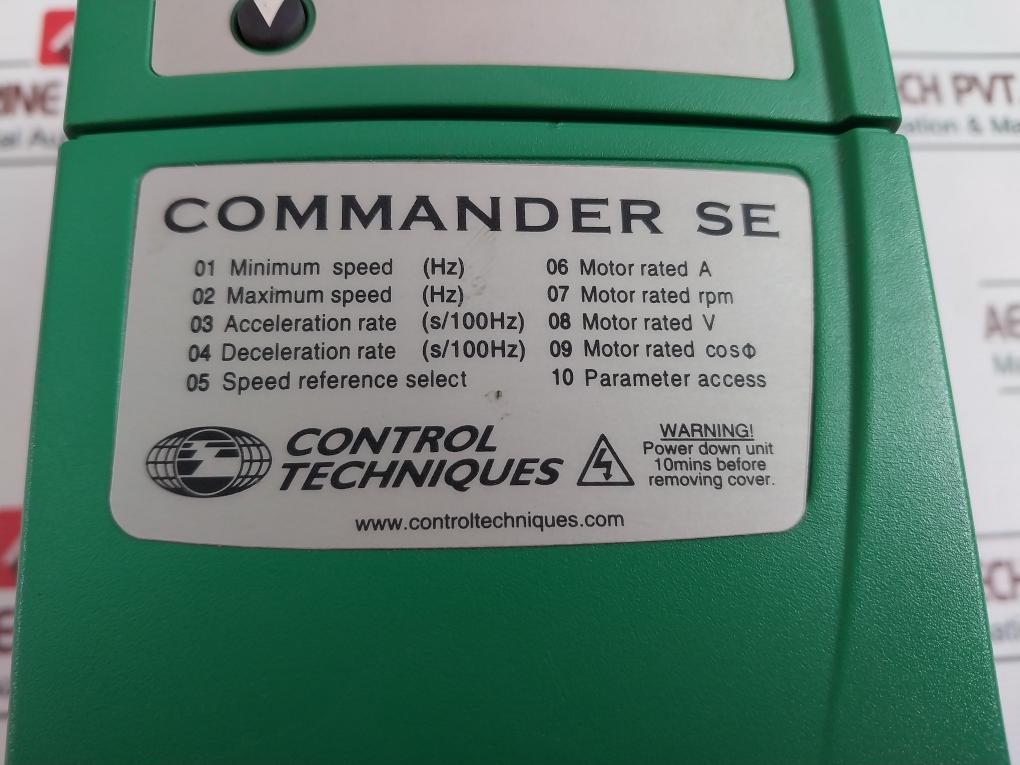 COMMANDER SE
01 Minimum speed (Hz) 06 Motor rated A
02 Maximum speed (Hz) 07 Motor rated rpm
03 Acceleration rate (s/100Hz) 08 Motor rated V
04 Deceleration rate (s/100Hz) 09 Motor rated cosΦ
05 Speed reference select 10 Parameter access
CONTROL
TECHNIQUES
WARNING!
Power down unit
10mins before
removing cover.
www.controltechniques.com
PVT.